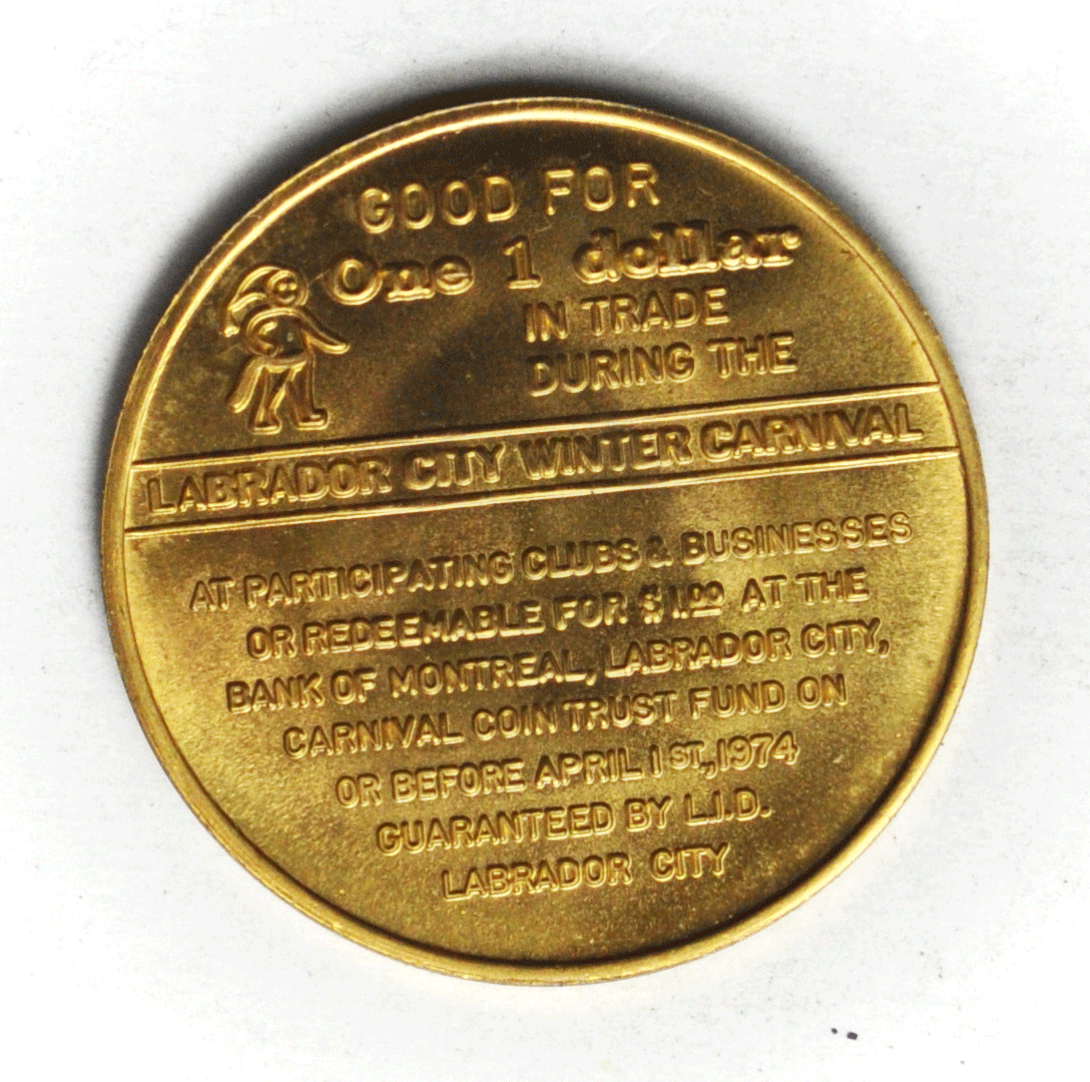 GOOD FOR
One 1 dollar
IN TRADE
DURING THE
LABRADOR CITY WINTER CARNIVAL
AT PARTICIPATING CLUBS & BUSINESSES
OR REDEEMABLE FOR $1.00 AT THE
BANK OF MONTREAL, LABRADOR CITY,
CARNIVAL COIN TRUST FUND ON
OR BEFORE APRIL 1ST,,1974
GUARANTEED BY L.I.D.
LABRADOR CITY